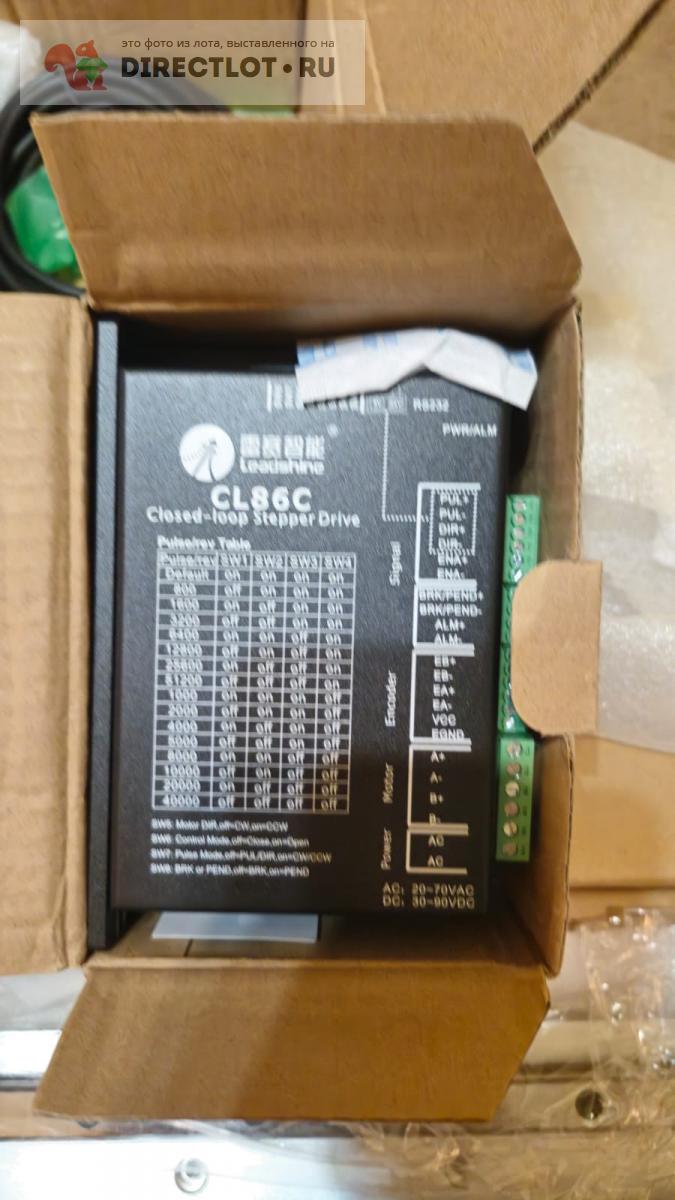 это фото из лота, выставленного на
DIRECTLOT•RU
RS232
PWR/ALM
雷赛智能 ®
Leadshine
CL86C
Closed-loop Stepper Drive
Pulse/rev Table
Pulse/rev SW1 SW2 SW3 SW4
Default on on on on
800 off on on on
1600 on off on on
3200 off off on on
6400 on on off on
12800 off on off on
25600 on off off on
51200 off off off on
1000 on on on off
2000 off on on off
4000 on off on off
5000 off off on off
8000 on on off off
10000 off on off off
20000 on off off off
40000 off off off off
SW5: Motor DIR,off=CW,on=CCW
SW6: Control Mode,off=Close,on=Open
SW7: Pulse Mode,off=PUL/DIR,on=CW/CCW
SW8: BRK or PEND,off=BRK,on=PEND
Signal
PUL+
PUL-
DIR+
DIR-
ENA+
ENA-
BRK/PEND+
BRK/PEND-
ALM+
ALM-
Encoder
EB+
EB-
EA+
EA-
VCC
EGND
Motor
A+
A-
B+
B-
Power
AC
AC
AC: 20~70VAC
DC: 30~90VDC